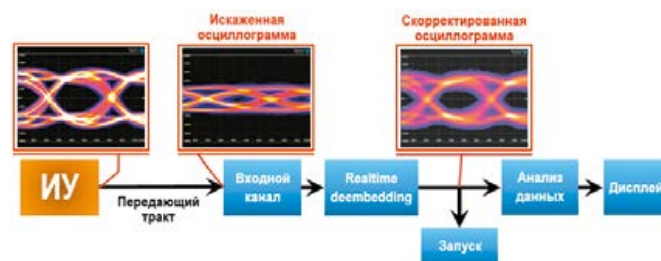 Искаженная
осциллограмма
Скорректированная
осциллограмма
ИУ
Передающий
тракт
Входной
канал
Realtime
deembedding
Запуск
Анализ
данных
Дисплей